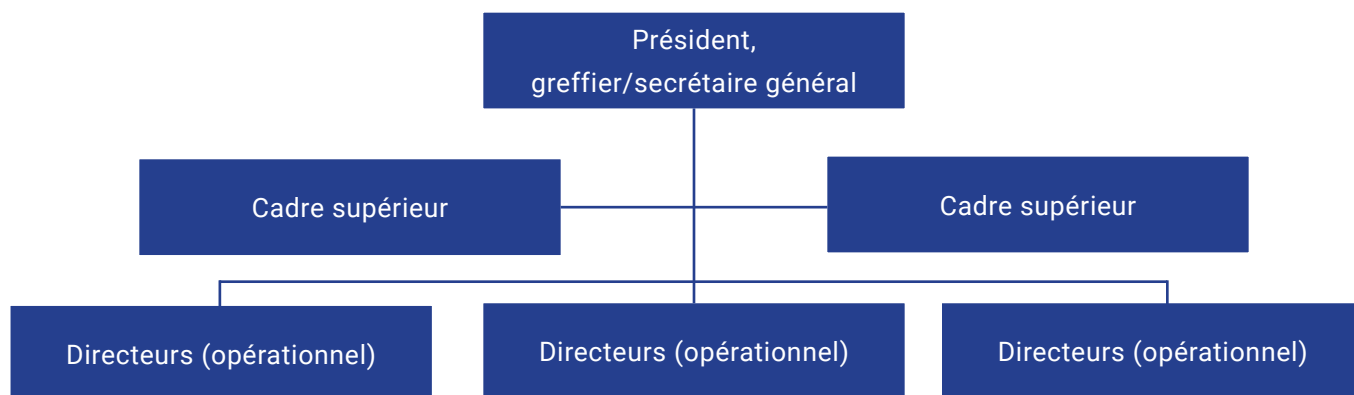 Président,
greffier/secrétaire général
Cadre supérieur
Cadre supérieur
Directeurs (opérationnel)
Directeurs (opérationnel)
Directeurs (opérationnel)